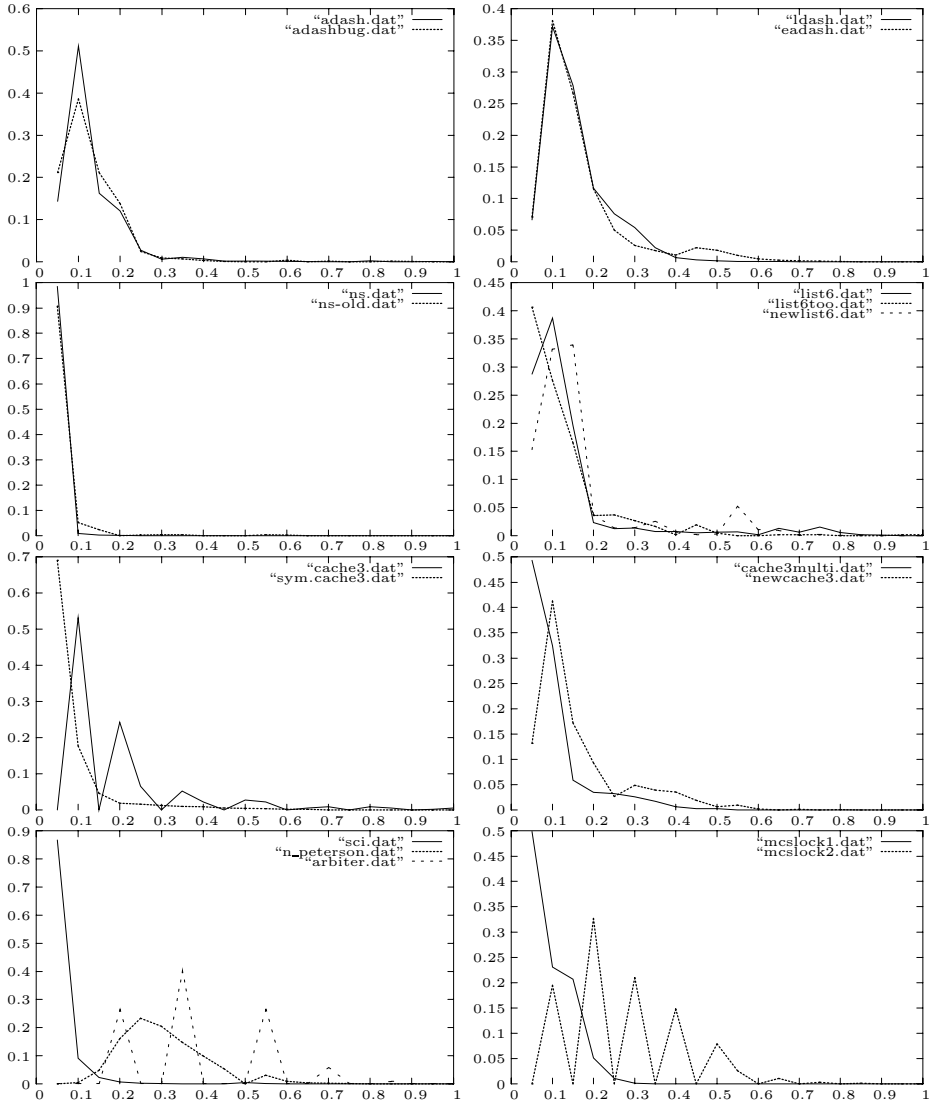 0.6
0.5
0.4
0.3
0.2
0.1
0
0 0.1 0.2 0.3 0.4 0.5 0.6 0.7 0.8 0.9 1
“adash.dat”
“adashbug.dat”
0.4
0.35
0.3
0.25
0.2
0.15
0.1
0.05
0
0 0.1 0.2 0.3 0.4 0.5 0.6 0.7 0.8 0.9 1
“ldash.dat”
“eadash.dat”
1
0.9
0.8
0.7
0.6
0.5
0.4
0.3
0.2
0.1
0
0 0.1 0.2 0.3 0.4 0.5 0.6 0.7 0.8 0.9 1
“ns.dat”
“ns-old.dat”
0.45
0.4
0.35
0.3
0.25
0.2
0.15
0.1
0.05
0
0 0.1 0.2 0.3 0.4 0.5 0.6 0.7 0.8 0.9 1
“list6.dat”
“list6too.dat”
“newlist6.dat”
0.7
0.6
0.5
0.4
0.3
0.2
0.1
0
0 0.1 0.2 0.3 0.4 0.5 0.6 0.7 0.8 0.9 1
“cache3.dat”
“sym.cache3.dat”
0.5
0.45
0.4
0.35
0.3
0.25
0.2
0.15
0.1
0.05
0
0 0.1 0.2 0.3 0.4 0.5 0.6 0.7 0.8 0.9 1
“cache3multi.dat”
“newcache3.dat”
0.9
0.8
0.7
0.6
0.5
0.4
0.3
0.2
0.1
0
0 0.1 0.2 0.3 0.4 0.5 0.6 0.7 0.8 0.9 1
“sci.dat”
“n_peterson.dat”
“arbiter.dat”
0.5
0.45
0.4
0.35
0.3
0.25
0.2
0.15
0.1
0.05
0
0 0.1 0.2 0.3 0.4 0.5 0.6 0.7 0.8 0.9 1
“mcslock1.dat”
“mcslock2.dat”